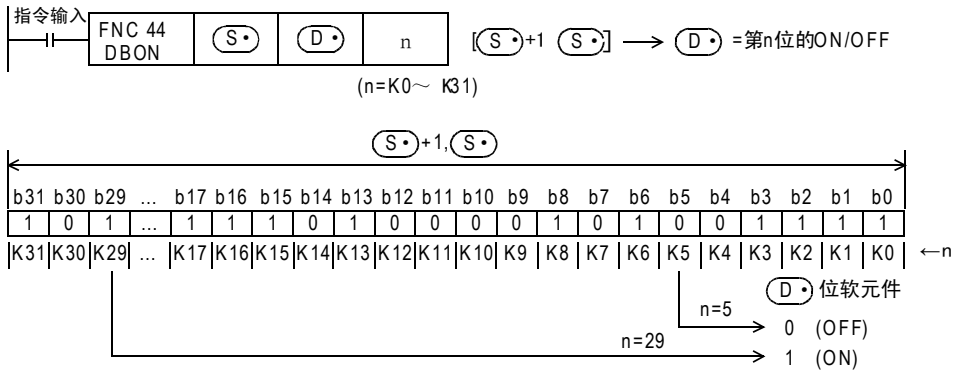 指令输入
FNC 44 DBON S· D· n [S·+1 S·] → D· =第n位的ON/OFF
(n=K0～ K31)
S·+1, S·
b31 b30 b29 ... b17 b16 b15 b14 b13 b12 b11 b10 b9 b8 b7 b6 b5 b4 b3 b2 b1 b0
1 0 1 ... 1 1 1 0 1 0 0 0 0 1 0 1 0 0 1 1 1 1
K31 K30 K29 ... K17 K16 K15 K14 K13 K12 K11 K10 K9 K8 K7 K6 K5 K4 K3 K2 K1 K0 ←n
D· 位软元件
n=5
0 (OFF)
n=29
1 (ON)